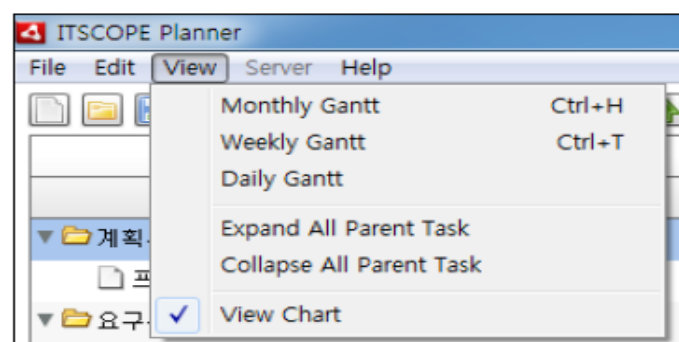 ITSCOPE Planner
File Edit View Server Help
Monthly Gantt Ctrl+H
Weekly Gantt Ctrl+T
Daily Gantt
Expand All Parent Task
계획
Collapse All Parent Task
View Chart
요구